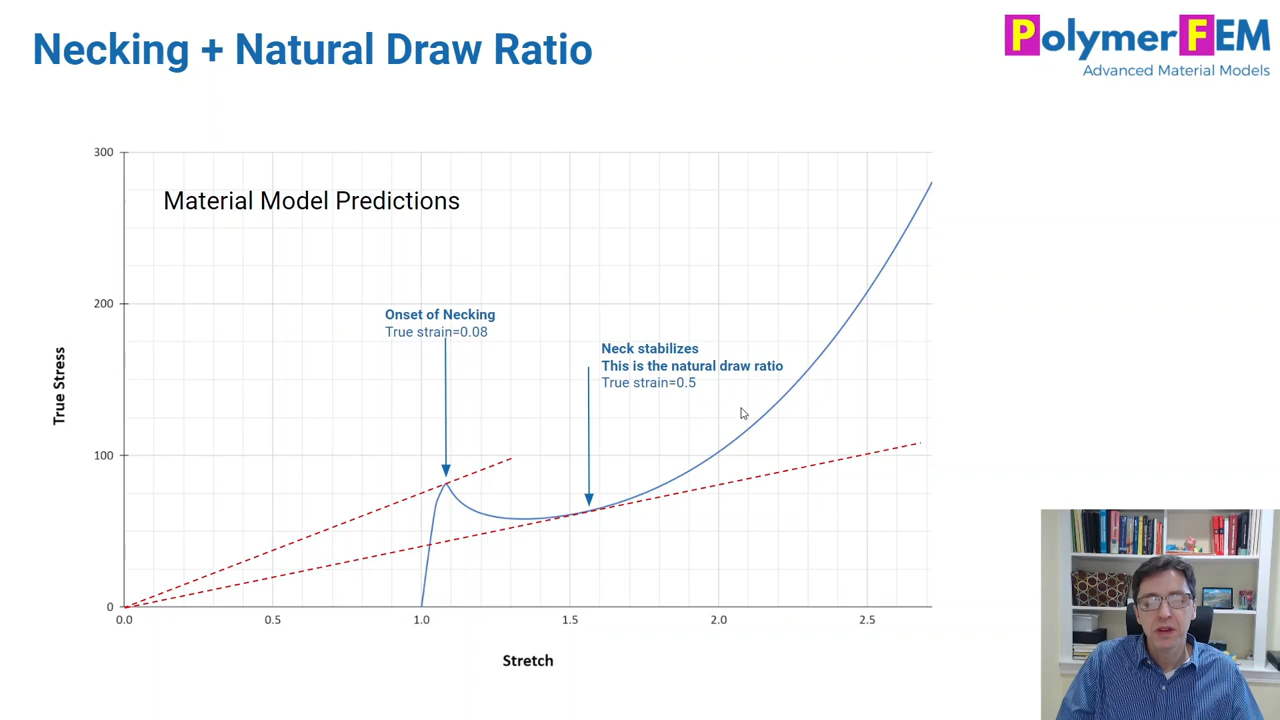 Necking + Natural Draw Ratio
PolymerFEM
Advanced Material Models
300
Material Model Predictions
Onset of Necking
True strain=0.08
Neck stabilizes
This is the natural draw ratio
True strain=0.5
200
100
0
True Stress
0.0
0.5
1.0
1.5
2.0
2.5
Stretch